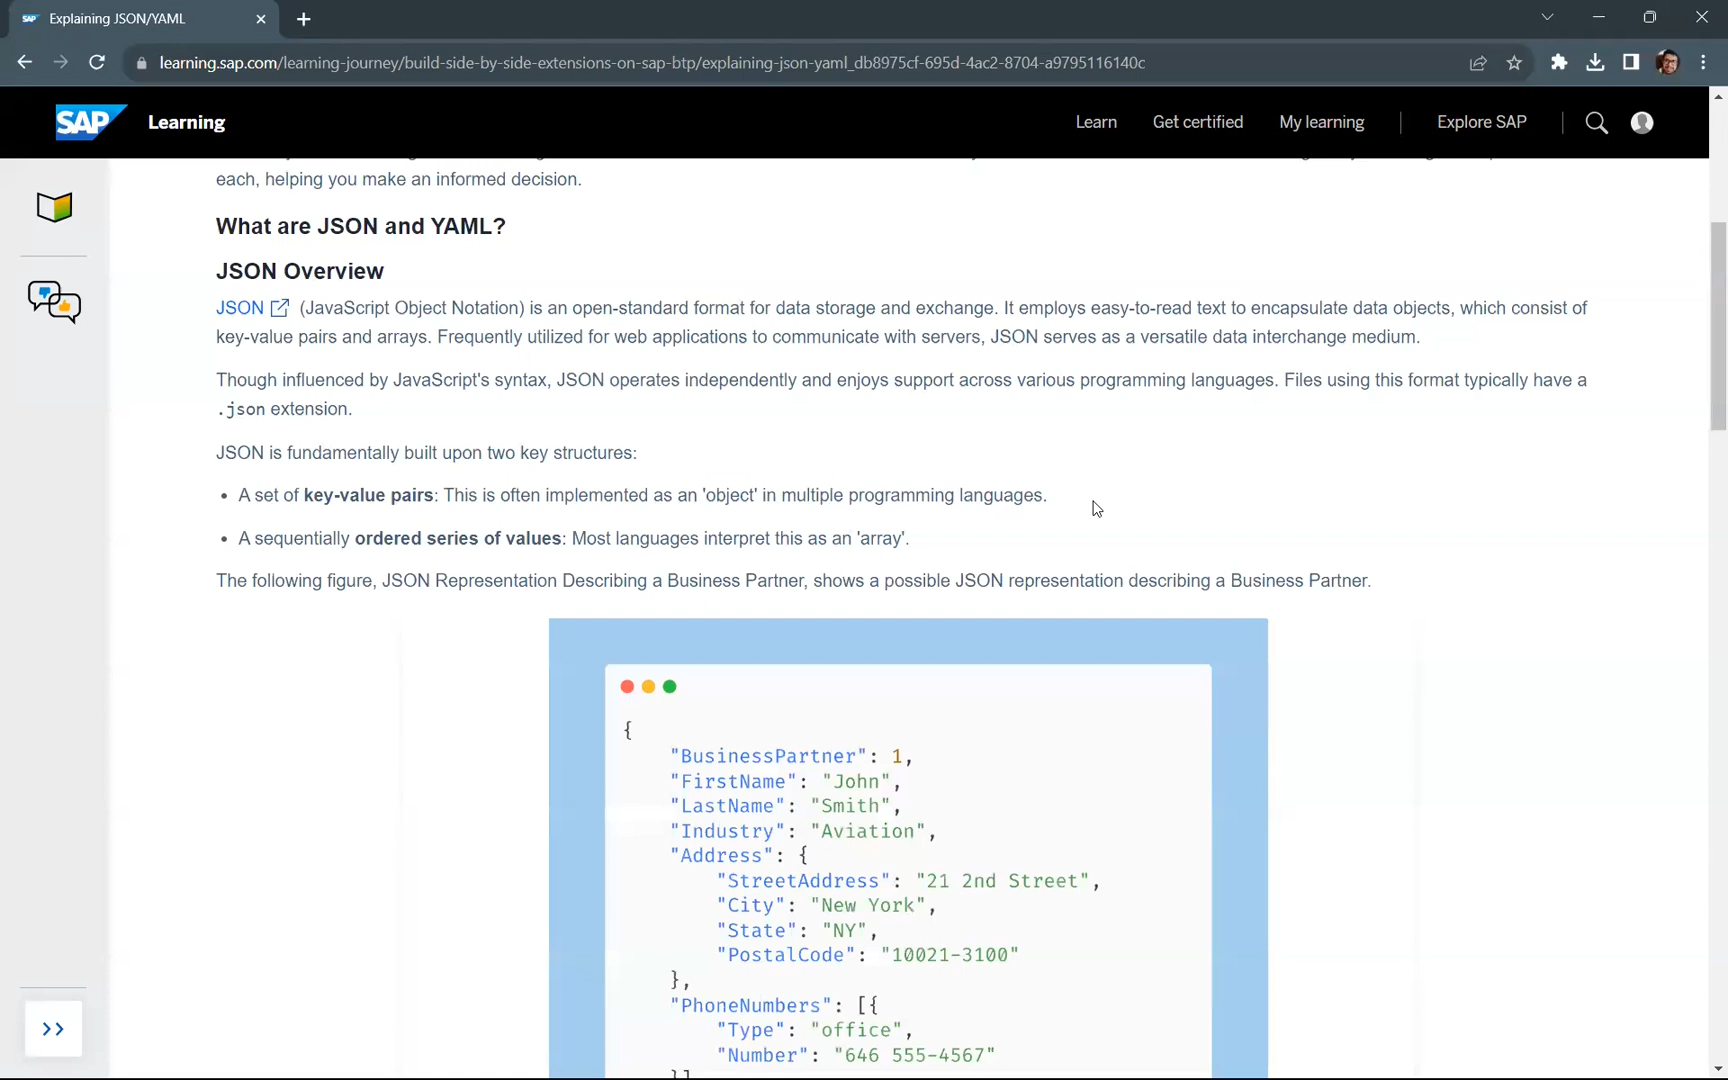 Explaining JSON/YAML
learning.sap.com/learning-journey/build-side-by-side-extensions-on-sap-btp/explaining-json-yaml_db8975cf-695d-4ac2-8704-a9795116140c
SAP Learning
Learn Get certified My learning Explore SAP
each, helping you make an informed decision.
What are JSON and YAML?
JSON Overview
JSON (JavaScript Object Notation) is an open-standard format for data storage and exchange. It employs easy-to-read text to encapsulate data objects, which consist of
key-value pairs and arrays. Frequently utilized for web applications to communicate with servers, JSON serves as a versatile data interchange medium.
Though influenced by JavaScript's syntax, JSON operates independently and enjoys support across various programming languages. Files using this format typically have a
.json extension.
JSON is fundamentally built upon two key structures:
• A set of key-value pairs: This is often implemented as an 'object' in multiple programming languages.
• A sequentially ordered series of values: Most languages interpret this as an 'array'.
The following figure, JSON Representation Describing a Business Partner, shows a possible JSON representation describing a Business Partner.
{
"BusinessPartner": 1,
"FirstName": "John",
"LastName": "Smith",
"Industry": "Aviation",
"Address": {
"StreetAddress": "21 2nd Street",
"City": "New York",
"State": "NY",
"PostalCode": "10021-3100"
},
"PhoneNumbers": [{
"Type": "office",
"Number": "646 555-4567"